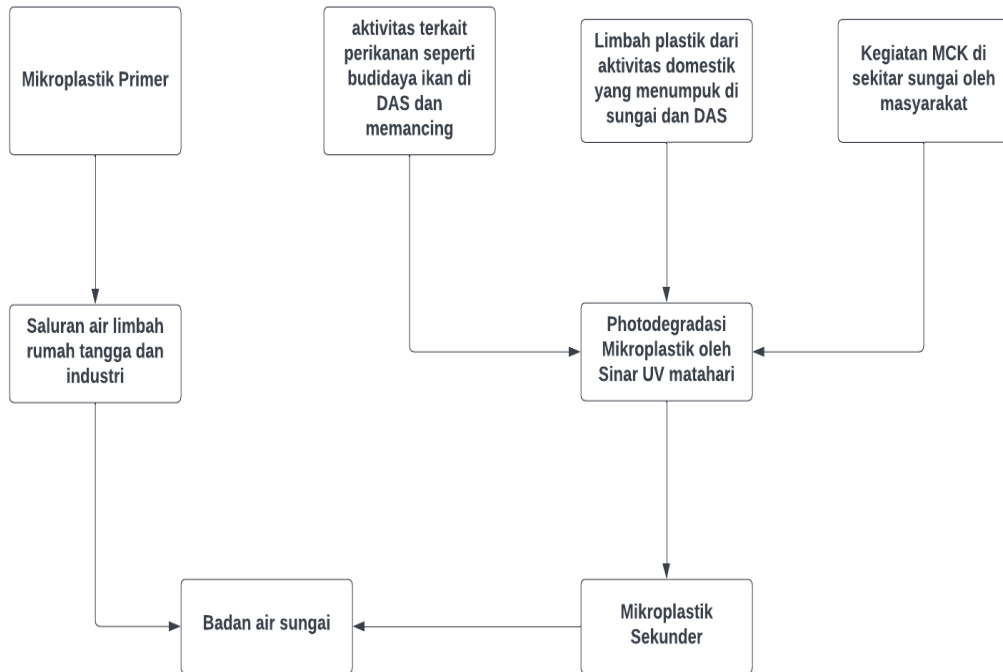 Mikroplastik Primer
aktivitas terkait
perikanan seperti
budidaya ikan di
DAS dan
memancing
Limbah plastik dari
aktivitas domestik
yang menumpuk di
sungai dan DAS
Kegiatan MCK di
sekitar sungai oleh
masyarakat
Saluran air limbah
rumah tangga dan
industri
Photodegradasi
Mikroplastik oleh
Sinar UV matahari
Badan air sungai
Mikroplastik
Sekunder